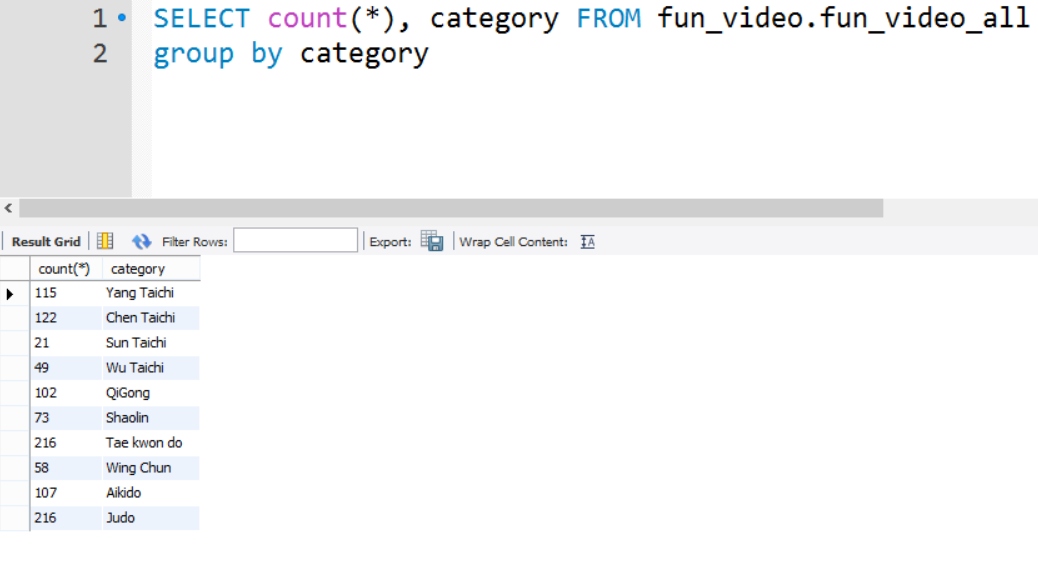 1 SELECT count(*), category FROM fun_video.fun_video_all
2 group by category
Result Grid Filter Rows: Export: Wrap Cell Content: IA
count(*) category
115 Yang Taichi
122 Chen Taichi
21 Sun Taichi
49 Wu Taichi
102 QiGong
73 Shaolin
216 Tae kwon do
58 Wing Chun
107 Aikido
216 Judo